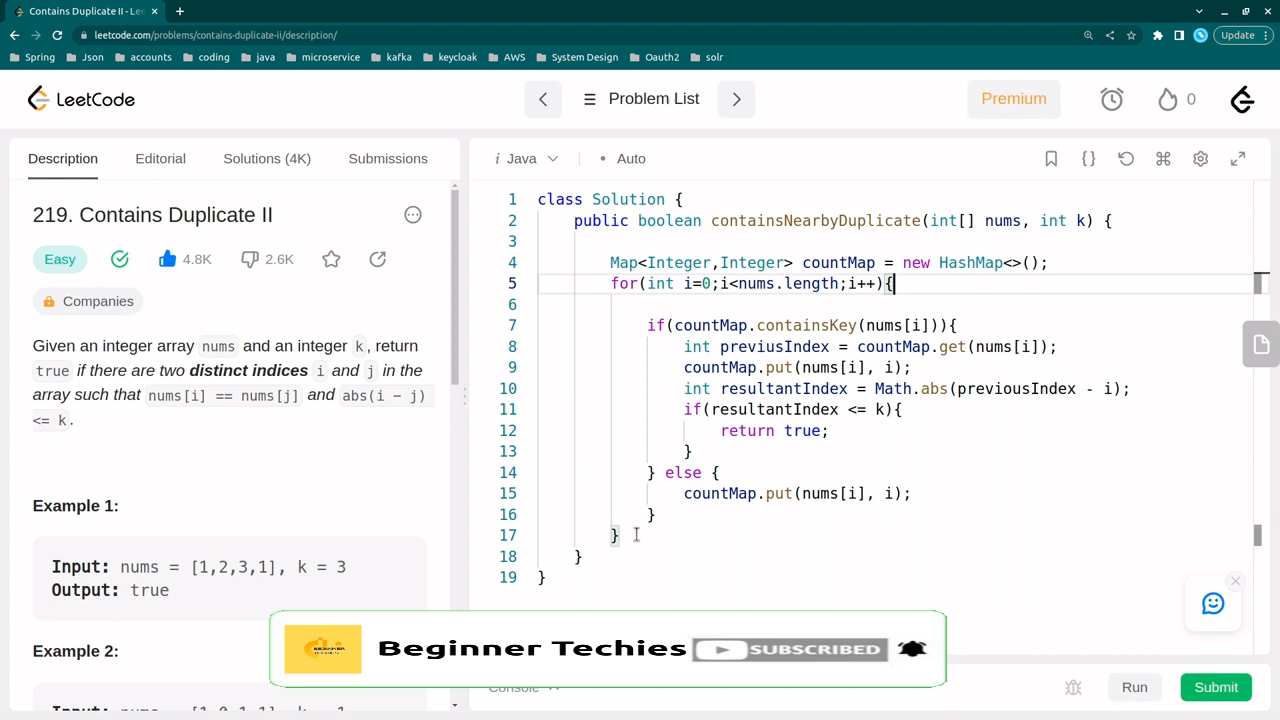 Contains Duplicate II - Lee
leetcode.com/problems/contains-duplicate-ii/description/
Update
Spring Json accounts coding java microservice kafka keycloak AWS System Design Oauth2 solr
LeetCode
Problem List
Premium
0
Description Editorial Solutions (4K) Submissions
219. Contains Duplicate II
Easy 4.8K 2.6K
Companies
Given an integer array nums and an integer k, return
true if there are two distinct indices i and j in the
array such that nums[i] == nums[j] and abs(i - j)
<= k.
Example 1:
Input: nums = [1,2,3,1], k = 3
Output: true
Example 2:
i Java • Auto
1 class Solution {
2 public boolean containsNearbyDuplicate(int[] nums, int k) {
3
4 Map<Integer,Integer> countMap = new HashMap<>();
5 for(int i=0;i<nums.length;i++){
6
7 if(countMap.containsKey(nums[i])){
8 int previusIndex = countMap.get(nums[i]);
9 countMap.put(nums[i], i);
10 int resultantIndex = Math.abs(previousIndex - i);
11 if(resultantIndex <= k){
12 return true;
13 }
14 } else {
15 countMap.put(nums[i], i);
16 }
17 }
18 }
19 }
Beginner Techies SUBSCRIBED
Console
Run Submit